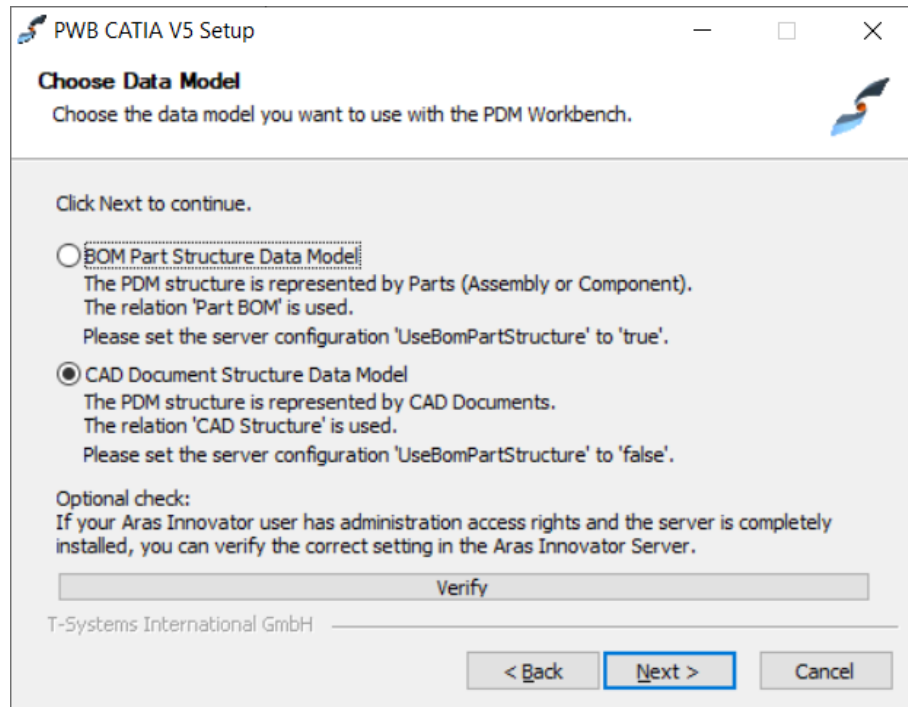 PWB CATIA V5 Setup
Choose Data Model
Choose the data model you want to use with the PDM Workbench.
Click Next to continue.
BOM Part Structure Data Model
The PDM structure is represented by Parts (Assembly or Component).
The relation 'Part BOM' is used.
Please set the server configuration 'UseBomPartStructure' to 'true'.
CAD Document Structure Data Model
The PDM structure is represented by CAD Documents.
The relation 'CAD Structure' is used.
Please set the server configuration 'UseBomPartStructure' to 'false'.
Optional check:
If your Aras Innovator user has administration access rights and the server is completely
installed, you can verify the correct setting in the Aras Innovator Server.
Verify
T-Systems International GmbH
< Back Next > Cancel